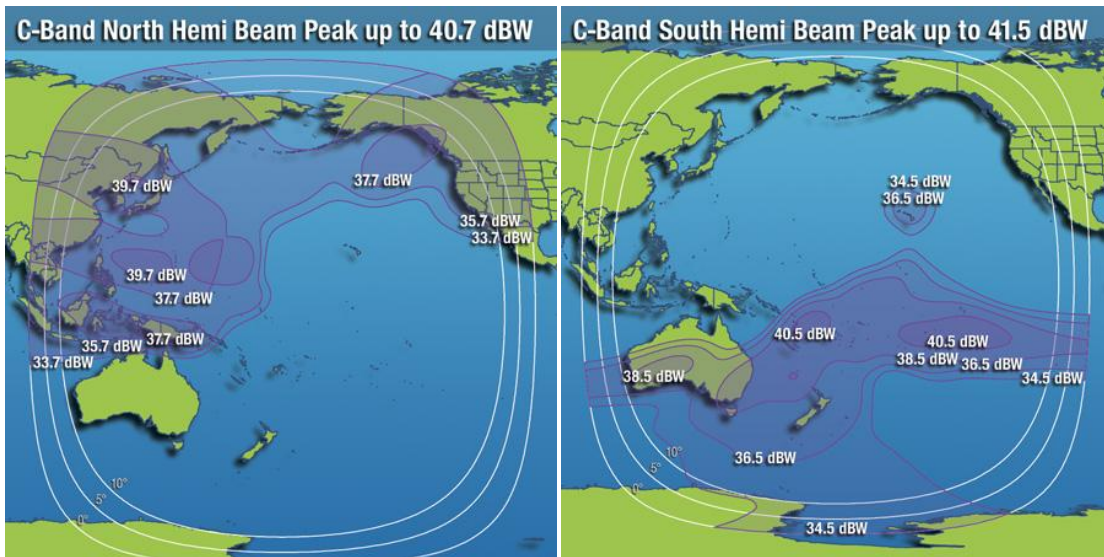 C-Band North Hemi Beam Peak up to 40.7 dBW
39.7 dBW
37.7 dBW
35.7 dBW
33.7 dBW
39.7 dBW
37.7 dBW
37.7 dBW
35.7 dBW
33.7 dBW
10°
5°
0°
C-Band South Hemi Beam Peak up to 41.5 dBW
34.5 dBW
36.5 dBW
40.5 dBW
40.5 dBW
38.5 dBW
36.5 dBW
38.5 dBW
34.5 dBW
36.5 dBW
10°
5°
0°
34.5 dBW